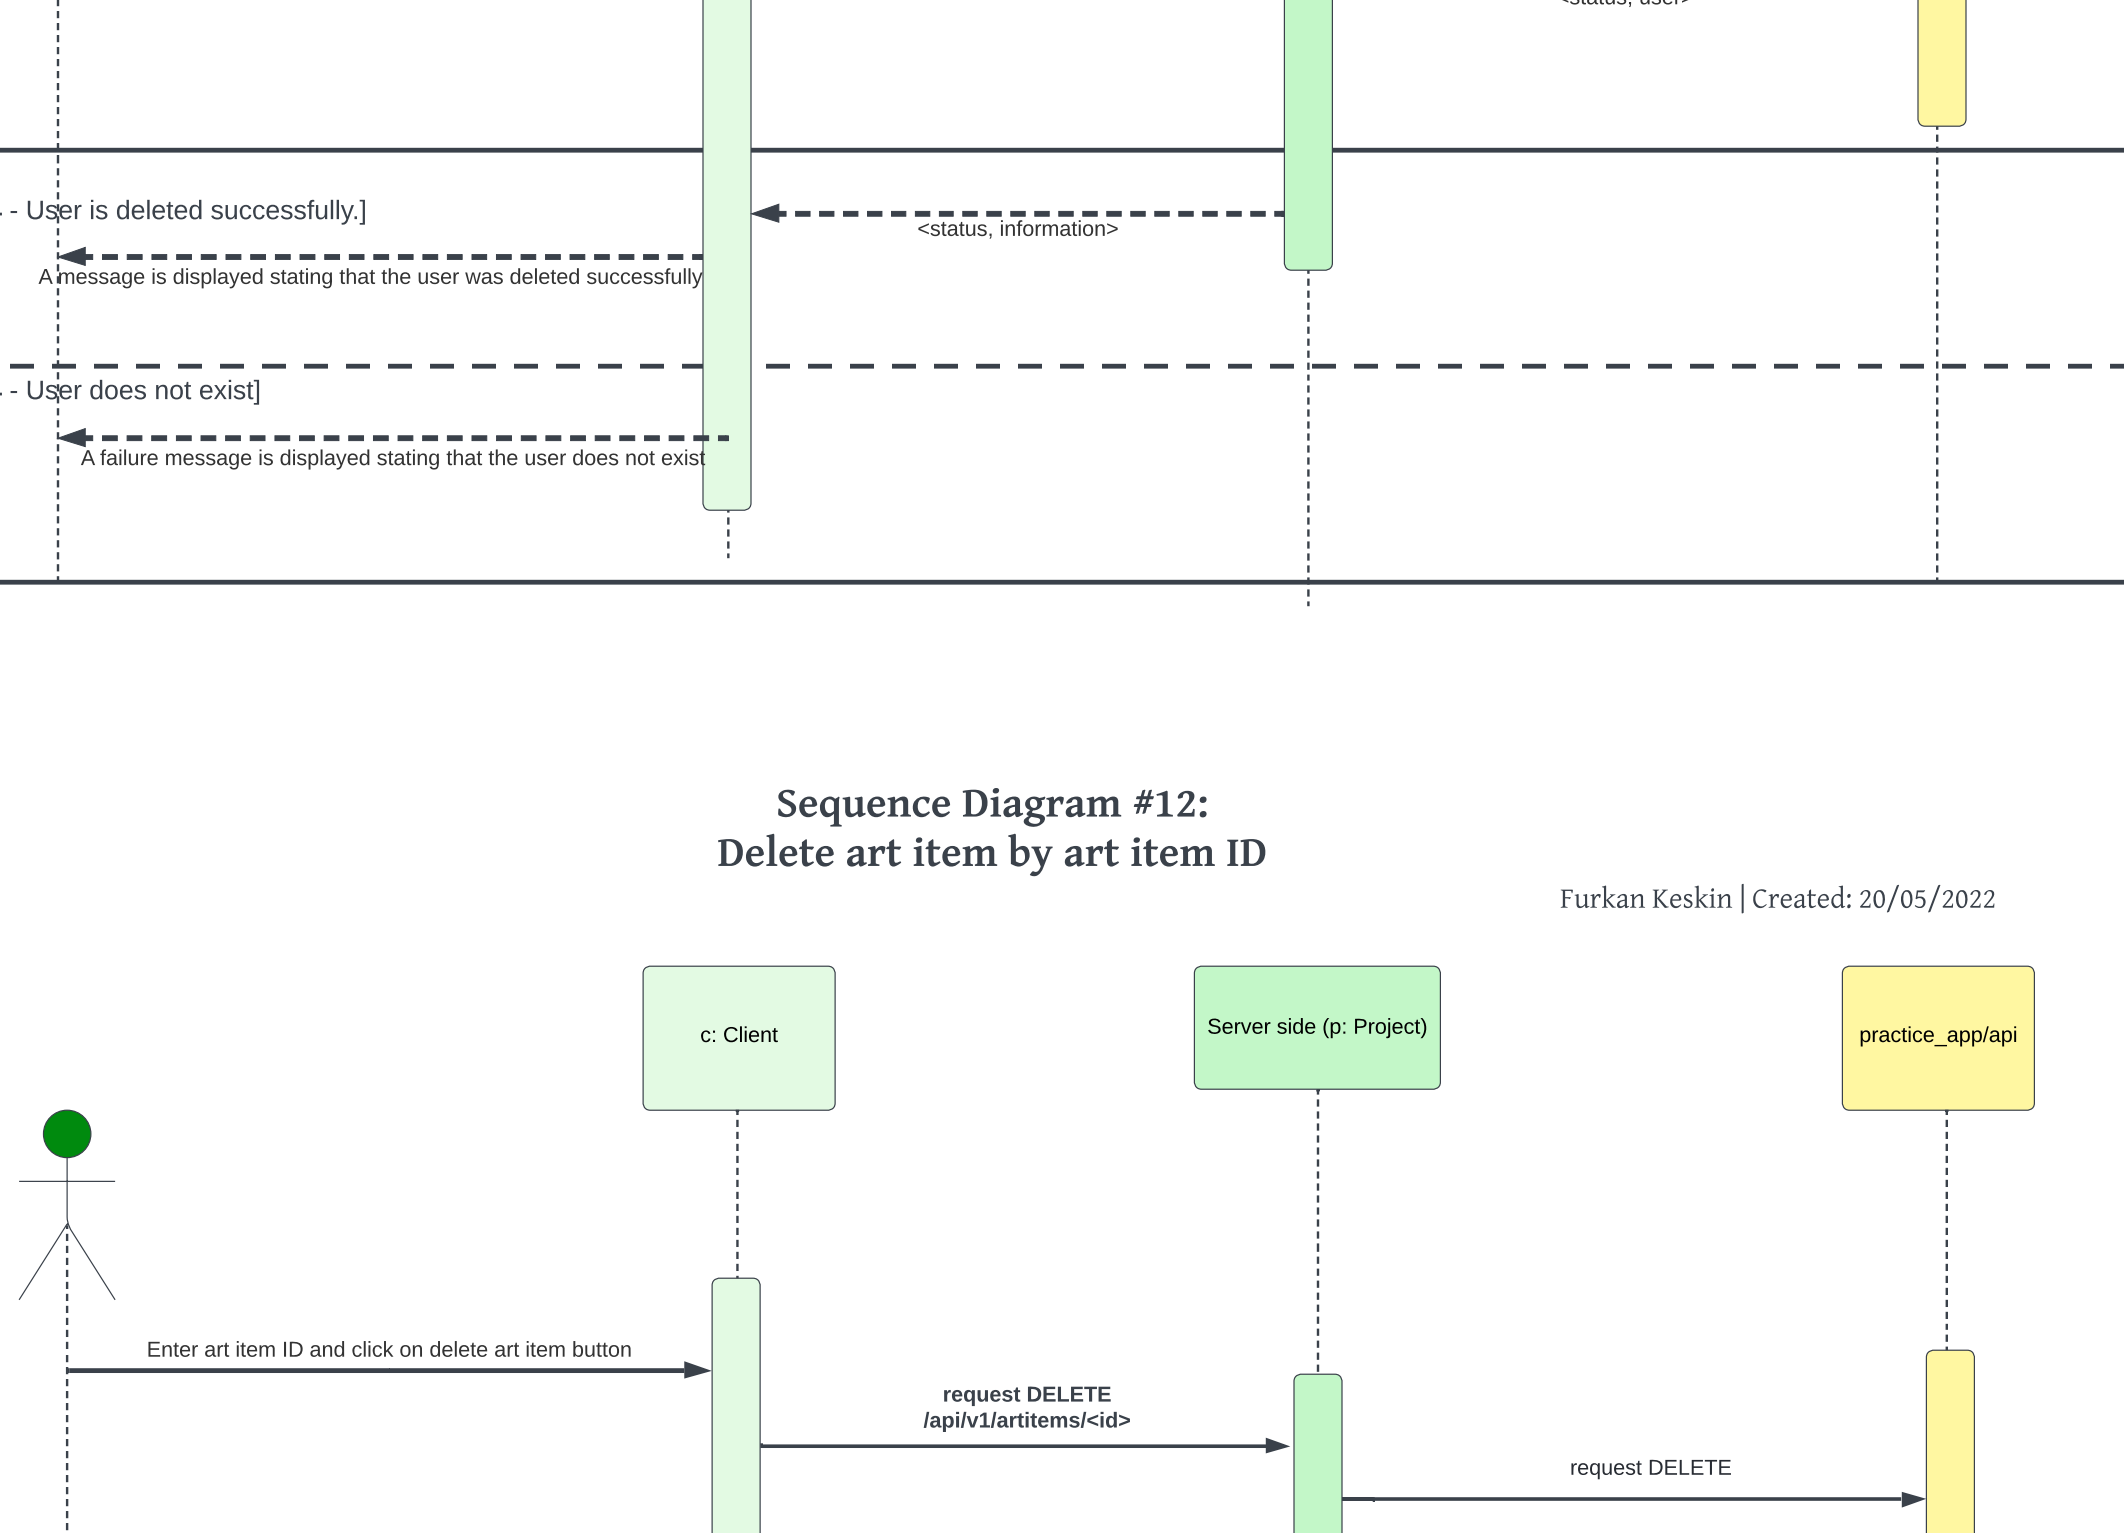 <status, user>
- User is deleted successfully.]
<status, information>
A message is displayed stating that the user was deleted successfully
- User does not exist]
A failure message is displayed stating that the user does not exist
Sequence Diagram #12:
Delete art item by art item ID
Furkan Keskin | Created: 20/05/2022
c: Client
Server side (p: Project)
practice_app/api
Enter art item ID and click on delete art item button
request DELETE
/api/v1/artitems/<id>
request DELETE